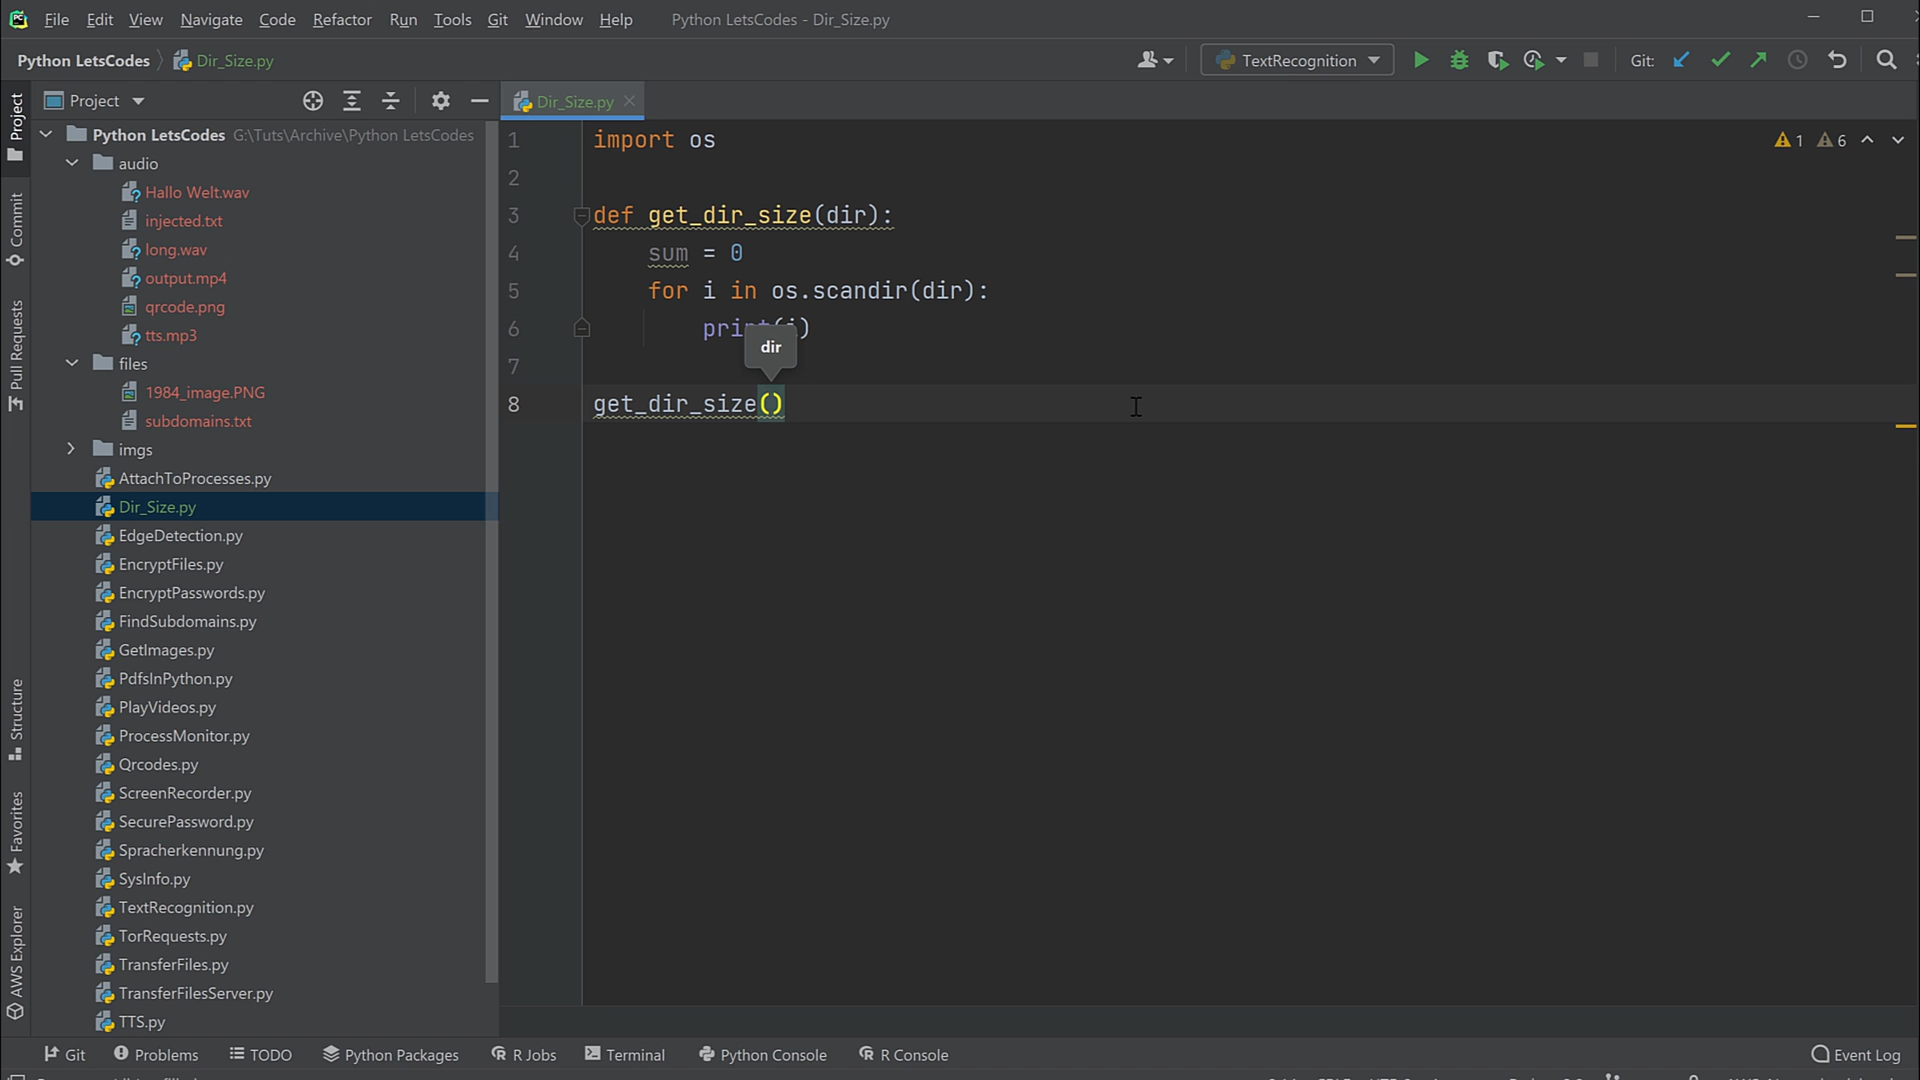 File Edit View Navigate Code Refactor Run Tools Git Window Help Python LetsCodes - Dir_Size.py
Python LetsCodes Dir_Size.py TextRecognition Git:
Project Dir_Size.py
Python LetsCodes G:\Tuts\Archive\Python LetsCodes
audio
Hallo Welt.wav
injected.txt
long.wav
output.mp4
qrcode.png
tts.mp3
files
1984_image.PNG
subdomains.txt
imgs
AttachToProcesses.py
Dir_Size.py
EdgeDetection.py
EncryptFiles.py
EncryptPasswords.py
FindSubdomains.py
GetImages.py
PdfsInPython.py
PlayVideos.py
ProcessMonitor.py
Qrcodes.py
ScreenRecorder.py
SecurePassword.py
Spracherkennung.py
SysInfo.py
TextRecognition.py
TorRequests.py
TransferFiles.py
TransferFilesServer.py
TTS.py
Project
Commit
Pull Requests
Structure
Favorites
AWS Explorer
1 import os
2
3 def get_dir_size(dir):
4 sum = 0
5 for i in os.scandir(dir):
6 print(i)
7
8 get_dir_size()
dir
1 6
Git Problems TODO Python Packages R Jobs Terminal Python Console R Console Event Log